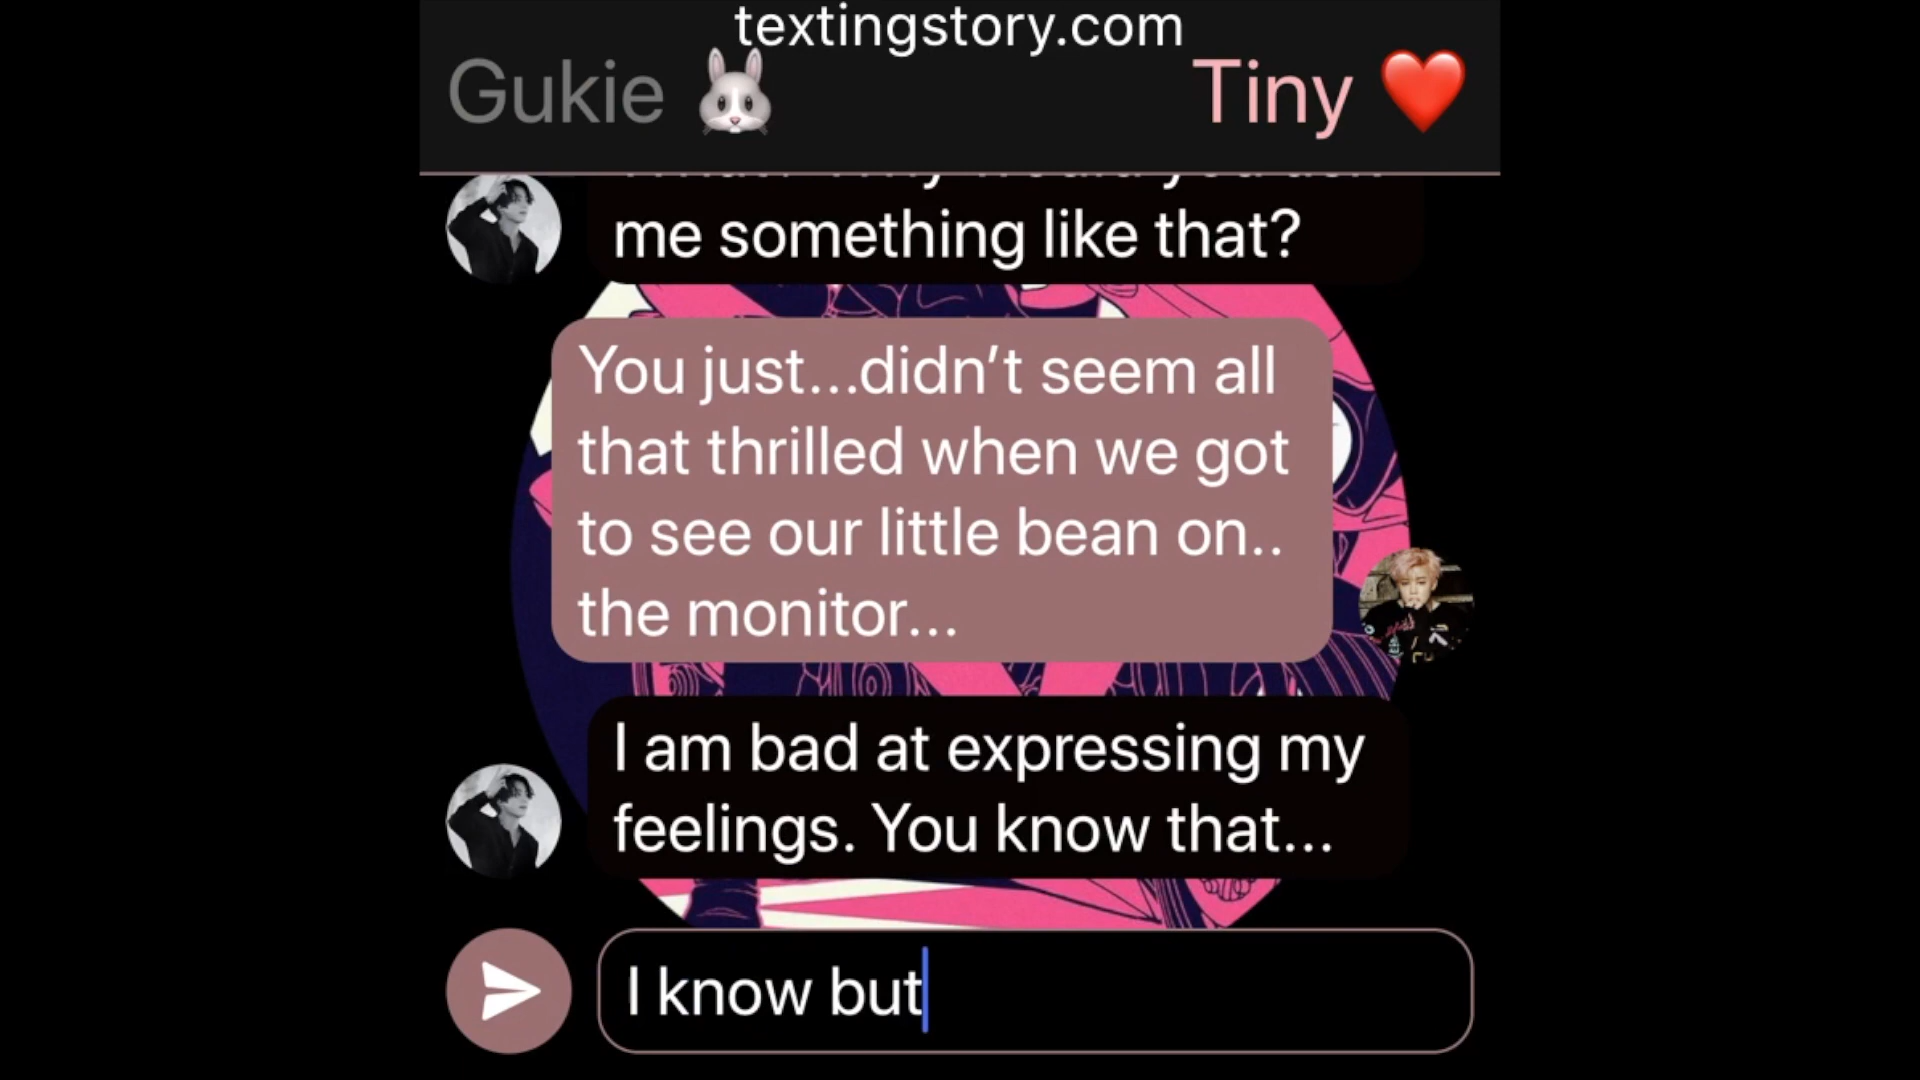 textingstory.com
Gukie 🐰 Tiny ❤️
me something like that?
You just...didn’t seem all
that thrilled when we got
to see our little bean on..
the monitor...
I am bad at expressing my
feelings. You know that...
I know but